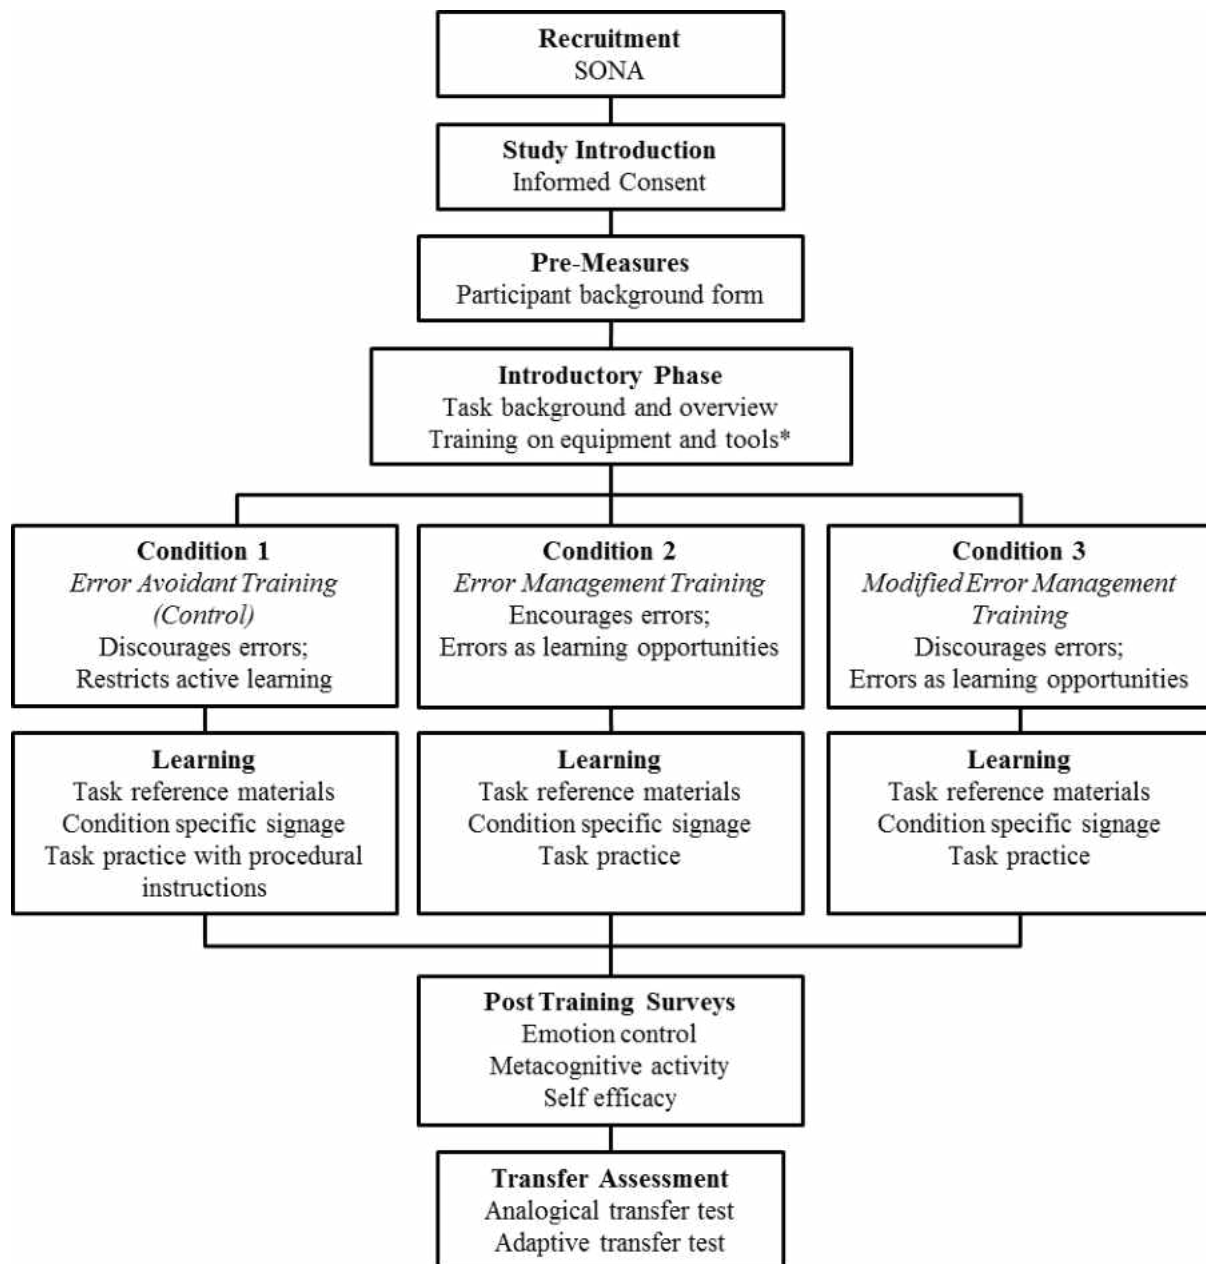 Recruitment
SONA
Study Introduction
Informed Consent
Pre-Measures
Participant background form
Introductory Phase
Task background and overview
Training on equipment and tools*
Condition 1
Error Avoidant Training
(Control)
Discourages errors;
Restricts active learning
Condition 2
Error Management Training
Encourages errors;
Errors as learning opportunities
Condition 3
Modified Error Management
Training
Discourages errors;
Errors as learning opportunities
Learning
Task reference materials
Condition specific signage
Task practice with procedural
instructions
Learning
Task reference materials
Condition specific signage
Task practice
Learning
Task reference materials
Condition specific signage
Task practice
Post Training Surveys
Emotion control
Metacognitive activity
Self efficacy
Transfer Assessment
Analogical transfer test
Adaptive transfer test